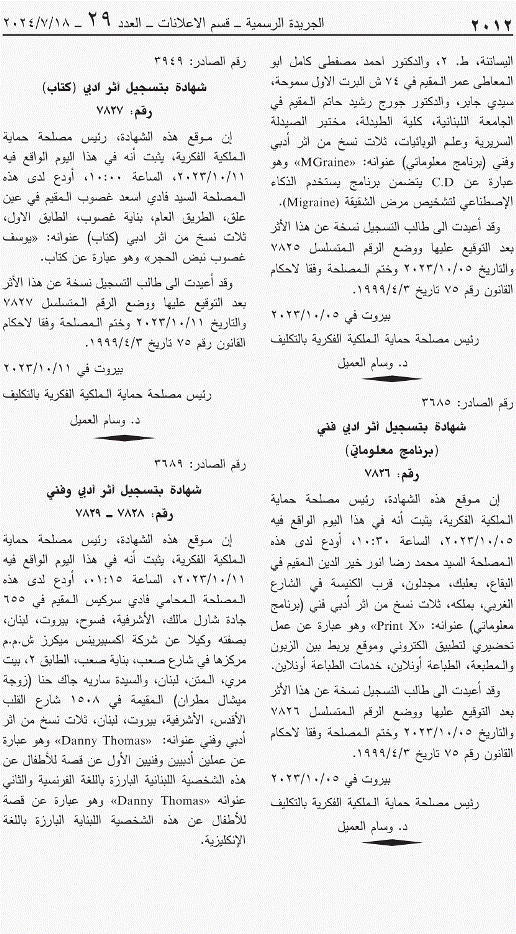 ٢٠١٢
الجريدة الرسمية ــ قسم الاعلانات ــ العدد ٢٩ ــ ٢٠٢٤/٧/١٨
اليسانتة، ط. ٢، والدكتور احمد مصفطى كامل ابو
المعاطى عمر المقيم في ٧٤ ش البرت الاول سموحة،
سيدي جابر، والدكتور جورج رشيد حاتم المقيم في
الجامعة اللبنانية، كلية الطيدلة، مختبر الصيدلة
السريرية وعلم الوبائيات، ثلاث نسخ من اثر أدبي
وفني (برنامج معلوماتي) عنوانه: «MGraine» وهو
عبارة عن C.D يتضمن برنامج يستخدم الذكاء
الإصطناعي لتشخيص مرض الشقيقة (Migraine).
وقد أعيدت الى طالب التسجيل نسخة عن هذا الأثر
بعد التوقيع عليها ووضع الرقم المتسلسل ٧٨٢٥
والتاريخ ٢٠٢٣/١٠/٠٥ وختم المصلحة وفقا لاحكام
القانون رقم ٧٥ تاريخ ١٩٩٩/٤/٣.
بيروت في ٢٠٢٣/١٠/٠٥
رئيس مصلحة حماية الملكية الفكرية بالتكليف
د. وسام العميل
رقم الصادر: ٣٦٨٥
شهادة بتسجيل أثر ادبي فني
(برنامج معلوماتي)
رقم: ٧٨٣٦
إن موقع هذه الشهادة، رئيس مصلحة حماية
الملكية الفكرية، يثبت أنه في هذا اليوم الواقع فيه
٢٠٢٣/١٠/٠٥، الساعة ١٠:٣٠، أودع لدى هذه
المصلحة السيد محمد رضا انور خير الدين المقيم في
البقاع، بعلبك، مجدلون، قرب الكنيسة في الشارع
الغربي، بملكه، ثلاث نسخ من اثر أدبي فني (برنامج
معلوماتي) عنوانه: «Print X» وهو عبارة عن عمل
تحضيري لتطبيق الكتروني وموقع يربط بين الزبون
والمطبعة، الطباعة أونلاين، خدمات الطباعة أونلاين.
وقد أعيدت الى طالب التسجيل نسخة عن هذا الأثر
بعد التوقيع عليها ووضع الرقم المتسلسل ٧٨٢٦
والتاريخ ٢٠٢٣/١٠/٠٥ وختم المصلحة وفقا لاحكام
القانون رقم ٧٥ تاريخ ١٩٩٩/٤/٣.
بيروت في ٢٠٢٣/١٠/٠٥
رئيس مصلحة حماية الملكية الفكرية بالتكليف
د. وسام العميل
رقم الصادر: ٣٩٤٩
شهادة بتسجيل أثر ادبي (كتاب)
رقم: ٧٨٢٧
إن موقع هذه الشهادة، رئيس مصلحة حماية
الملكية الفكرية، يثبت أنه في هذا اليوم الواقع فيه
٢٠٢٣/١٠/١١، الساعة ١٠:٠٠، أودع لدى هذه
المصلحة السيد فادي اسعد غصوب المقيم في عين
علق، الطريق العام، بناية غصوب، الطابق الاول،
ثلاث نسخ من اثر ادبي (كتاب) عنوانه: «يوسف
غصوب نبض الحجر» وهو عبارة عن كتاب.
وقد أعيدت الى طالب التسجيل نسخة عن هذا الأثر
بعد التوقيع عليها ووضع الرقم المتسلسل ٧٨٢٧
والتاريخ ٢٠٢٣/١٠/١١ وختم المصلحة وفقا لاحكام
القانون رقم ٧٥ تاريخ ١٩٩٩/٤/٣.
بيروت في ٢٠٢٣/١٠/١١
رئيس مصلحة حماية الملكية الفكرية بالتكليف
د. وسام العميل
رقم الصادر: ٣٦٨٩
شهادة بتسجيل أثر أدبي وفني
رقم: ٧٨٢٨ ــ ٧٨٢٩
إن موقع هذه الشهادة، رئيس مصلحة حماية
الملكية الفكرية، يثبت أنه في هذا اليوم الواقع فيه
٢٠٢٣/١٠/١١، الساعة ٠١:١٥، أودع لدى هذه
المصلحة المحامي فادي سركيس المقيم في ٦٥٥
جادة شارل مالك، الأشرفية، فسوح، بيروت، لبنان،
بصفته وكيلا عن شركة اكسبيرينس ميكرز ش.م.م
مركزها في شارع صعب، بناية صعب، الطابق ٢، بيت
مري، المتن، لبنان، والسيدة ساريه جاك حنا (زوجة
ميشال مطران) المقيمة في ١٥٠٨ شارع القلب
الأقدس، الأشرفية، بيروت، لبنان، ثلاث نسخ من اثر
أدبي وفني عنوانه: «Danny Thomas» وهو عبارة
عن عملين أدبيين وفنيين الأول عن قصة للأطفال عن
هذه الشخصية اللبنانية البارزة باللغة الفرنسية والثاني
عنوانه «Danny Thomas» وهو عبارة عن قصة
للأطفال عن هذه الشخصية اللبناية البارزة باللغة
الإنكليزية.